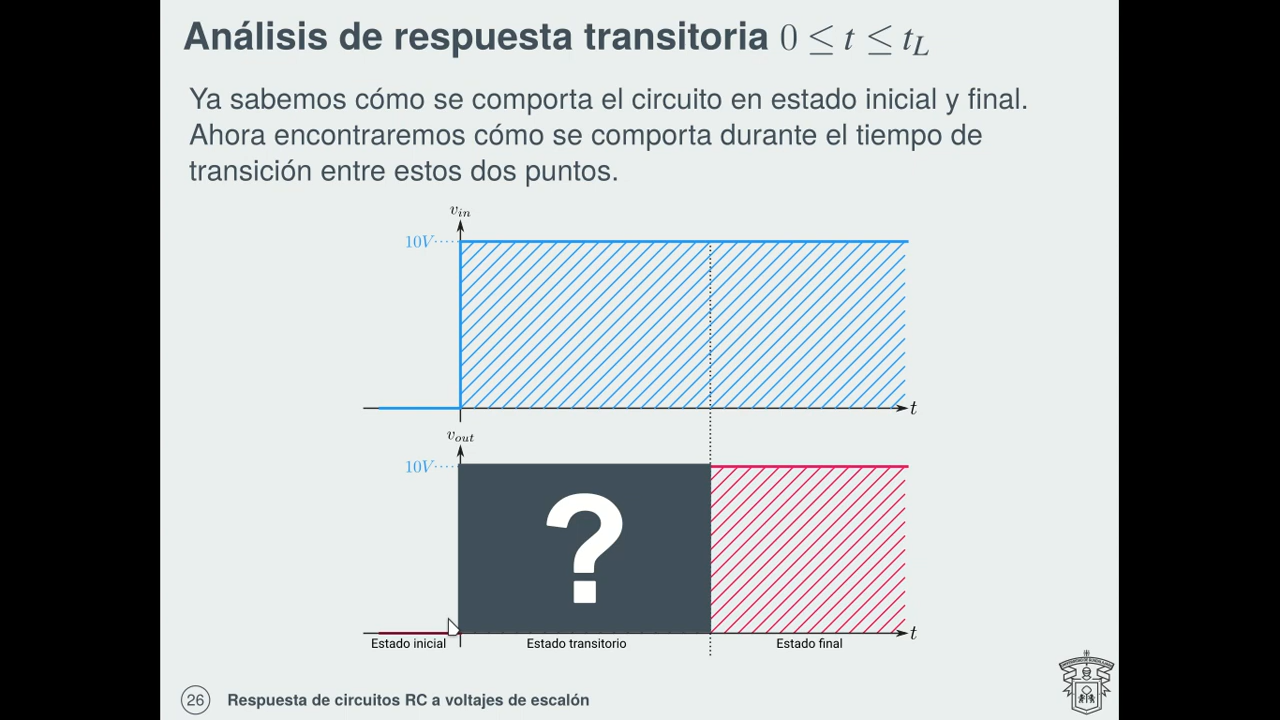 Análisis de respuesta transitoria 0 ≤ t ≤ t_L
Ya sabemos cómo se comporta el circuito en estado inicial y final.
Ahora encontraremos cómo se comporta durante el tiempo de
transición entre estos dos puntos.
v_in
10V
t
v_out
10V
?
t
Estado inicial
Estado transitorio
Estado final
26
Respuesta de circuitos RC a voltajes de escalón